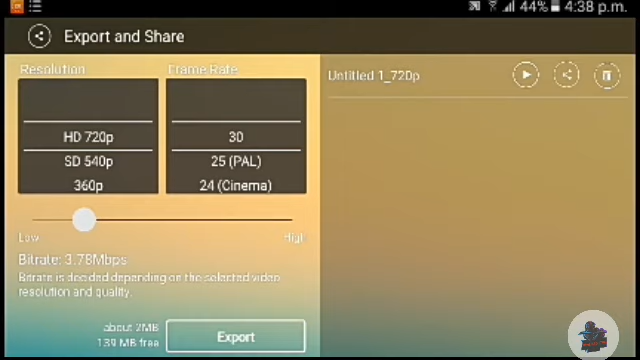 44% 4:38 p.m.
Export and Share
Resolution
Frame Rate
HD 720p
SD 540p
360p
30
25 (PAL)
24 (Cinema)
Low
High
Bitrate: 3.78Mbps
Bitrate is decided depending on the selected video
resolution and quality.
about 2MB
139 MB free
Export
Untitled 1_720p